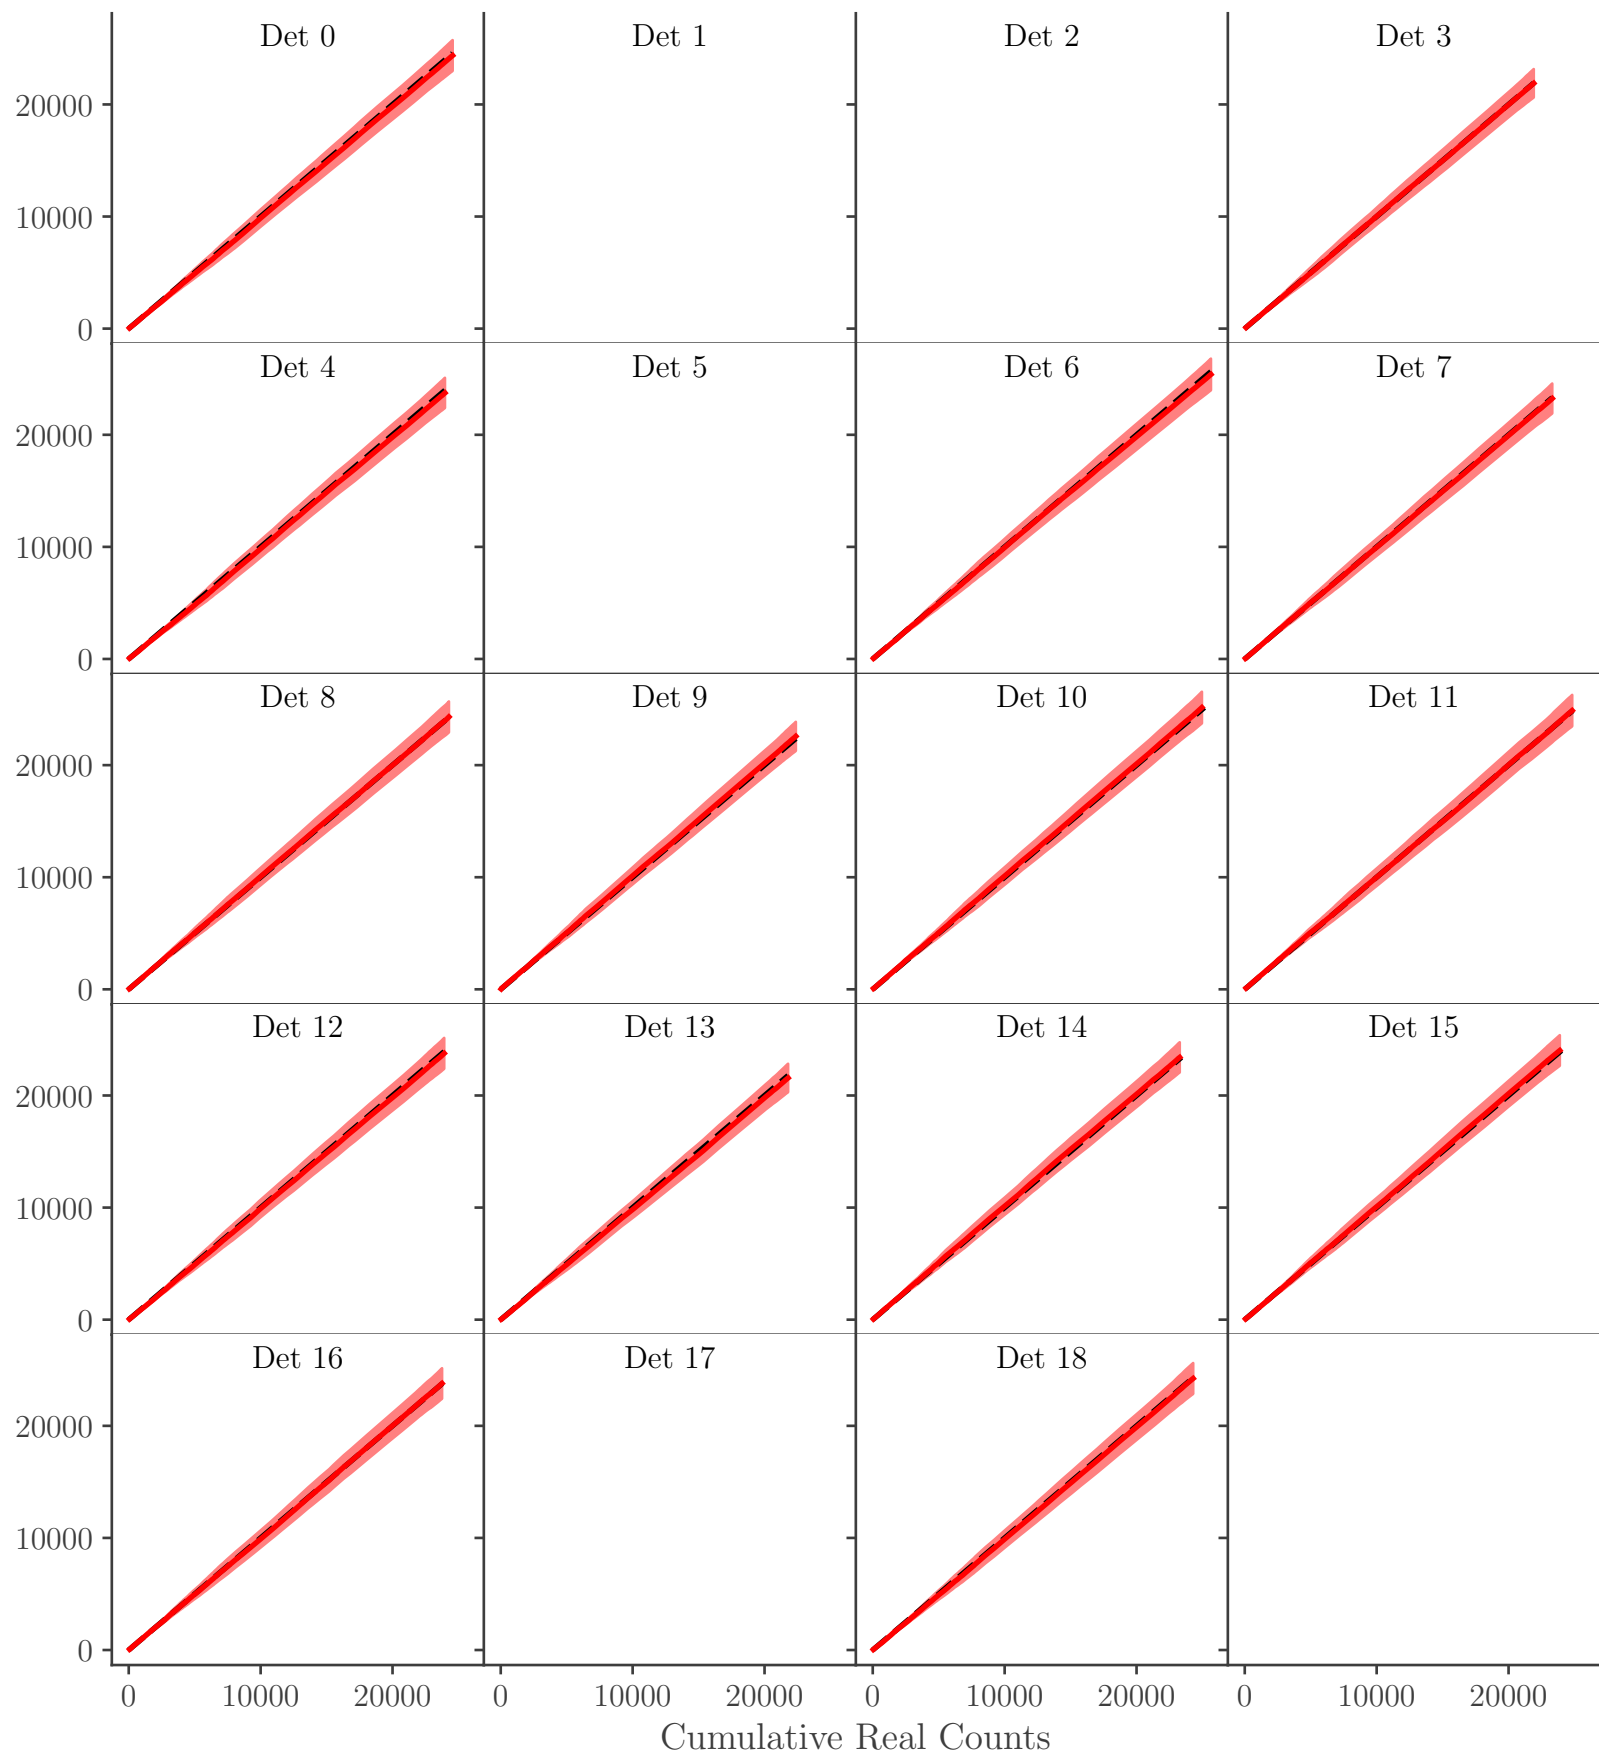 Det 0 Det 1 Det 2 Det 3
20000
10000
0
Det 4 Det 5 Det 6 Det 7
20000
10000
0
Det 8 Det 9 Det 10 Det 11
20000
10000
0
Det 12 Det 13 Det 14 Det 15
20000
10000
0
Det 16 Det 17 Det 18
20000
10000
0
0 10000 20000 0 10000 20000 0 10000 20000 0 10000 20000
Cumulative Real Counts